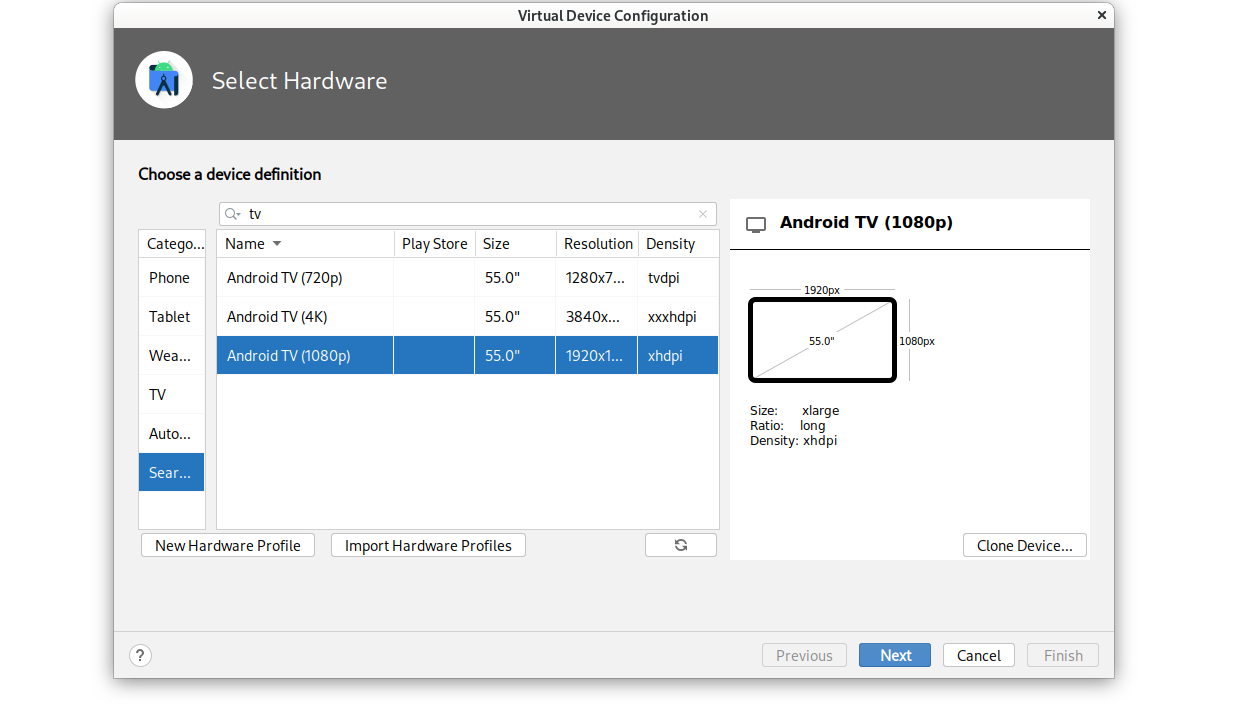 Virtual Device Configuration
Select Hardware
Choose a device definition
tv
Catego...
Phone
Tablet
Wea...
TV
Auto...
Sear...
Name Play Store Size Resolution Density
Android TV (720p) 55.0" 1280x7... tvdpi
Android TV (4K) 55.0" 3840x... xxxhdpi
Android TV (1080p) 55.0" 1920x1... xhdpi
New Hardware Profile Import Hardware Profiles
Android TV (1080p)
1920px
55.0"
1080px
Size: xlarge
Ratio: long
Density: xhdpi
Clone Device...
? Previous Next Cancel Finish